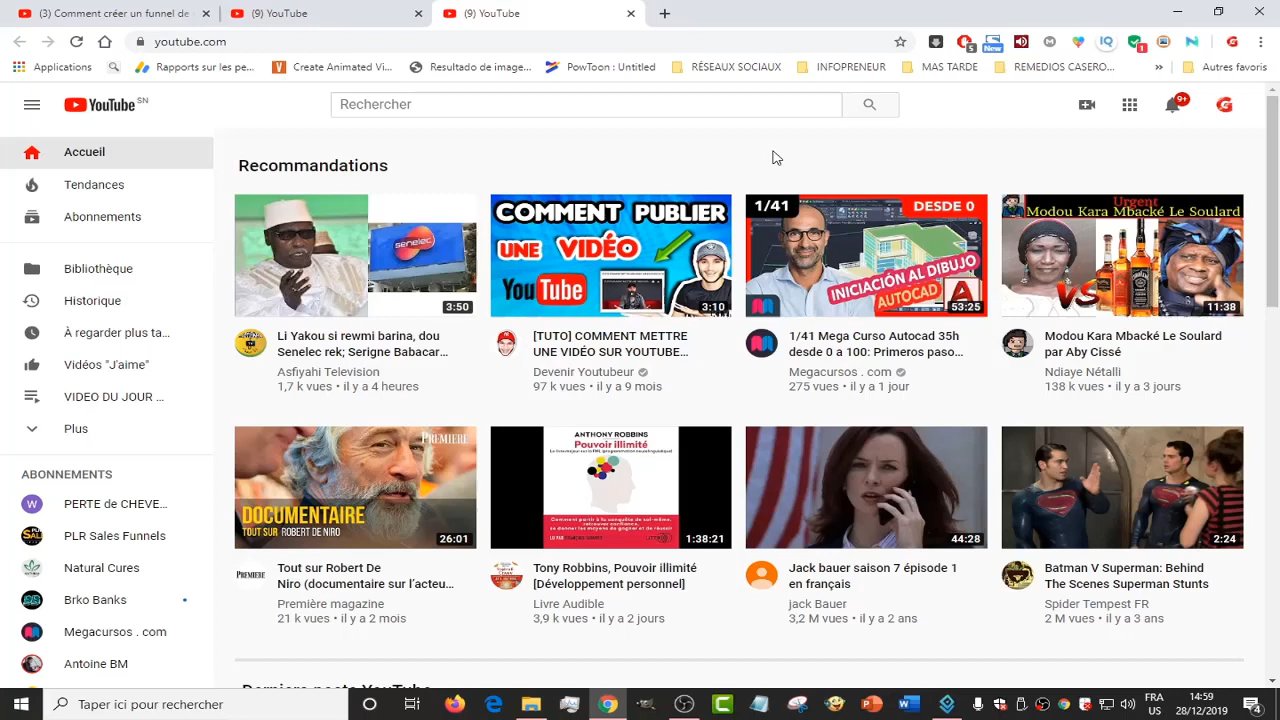 (3) Comment créer un funnel de
(9) YouTube
(9) YouTube
youtube.com
5
New
1
Applications
Rapports sur les pe...
Create Animated Vi...
Resultado de image...
PowToon : Untitled
RÉSEAUX SOCIAUX
INFOPRENEUR
MAS TARDE
REMEDIOS CASERO...
»
Autres favoris
YouTube SN
Rechercher
9+
Accueil
Tendances
Abonnements
Bibliothèque
Historique
À regarder plus ta...
Vidéos "J'aime"
VIDEO DU JOUR ...
Plus
ABONNEMENTS
W
PERTE de CHEVE...
PLR Sales Funnels
Natural Cures
Brko Banks
Megacursos . com
Antoine BM
Recommandations
senelec
3:50
Li Yakou si rewmi barina, dou
Senelec rek; Serigne Babacar...
Asfiyahi Television
1,7 k vues • il y a 4 heures
COMMENT PUBLIER
UNE VIDÉO
YouTube
3:10
[TUTO] COMMENT METTRE
UNE VIDÉO SUR YOUTUBE...
Devenir Youtubeur
97 k vues • il y a 9 mois
1/41
DESDE 0
INICIACIÓN AL DIBUJO
AUTOCAD
53:25
1/41 Mega Curso Autocad 35h
desde 0 a 100: Primeros paso...
Megacursos . com
275 vues • il y a 1 jour
Urgent
Modou Kara Mbacké Le Soulard
VS
11:38
Modou Kara Mbacké Le Soulard
par Aby Cissé
Ndiaye Nétalli
138 k vues • il y a 3 jours
PREMIERE
DOCUMENTAIRE
TOUT SUR ROBERT DE NIRO
26:01
PREMIERE
Tout sur Robert De
Niro (documentaire sur l'acteu...
Première magazine
21 k vues • il y a 2 mois
ANTHONY ROBBINS
Pouvoir illimité
1:38:21
Tony Robbins, Pouvoir illimité
[Développement personnel]
Livre Audible
3,9 k vues • il y a 2 jours
44:28
Jack bauer saison 7 épisode 1
en français
jack Bauer
3,2 M vues • il y a 2 ans
2:24
Batman V Superman: Behind
The Scenes Superman Stunts
Spider Tempest FR
2 M vues • il y a 3 ans
Taper ici pour rechercher
FRA
US
14:59
28/12/2019
4